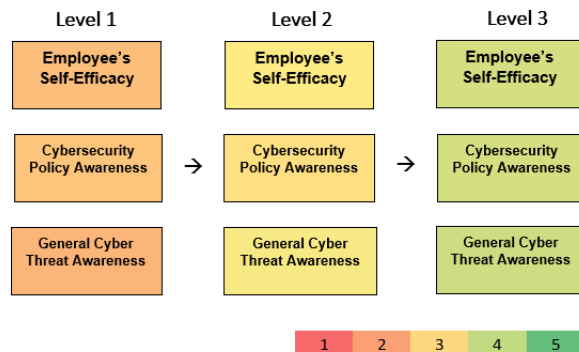 Level 1 Level 2 Level 3
Employee's Employee's Employee's
Self-Efficacy Self-Efficacy Self-Efficacy
Cybersecurity Cybersecurity Cybersecurity
Policy Awareness → Policy Awareness → Policy Awareness
General Cyber General Cyber General Cyber
Threat Awareness Threat Awareness Threat Awareness
1 2 3 4 5